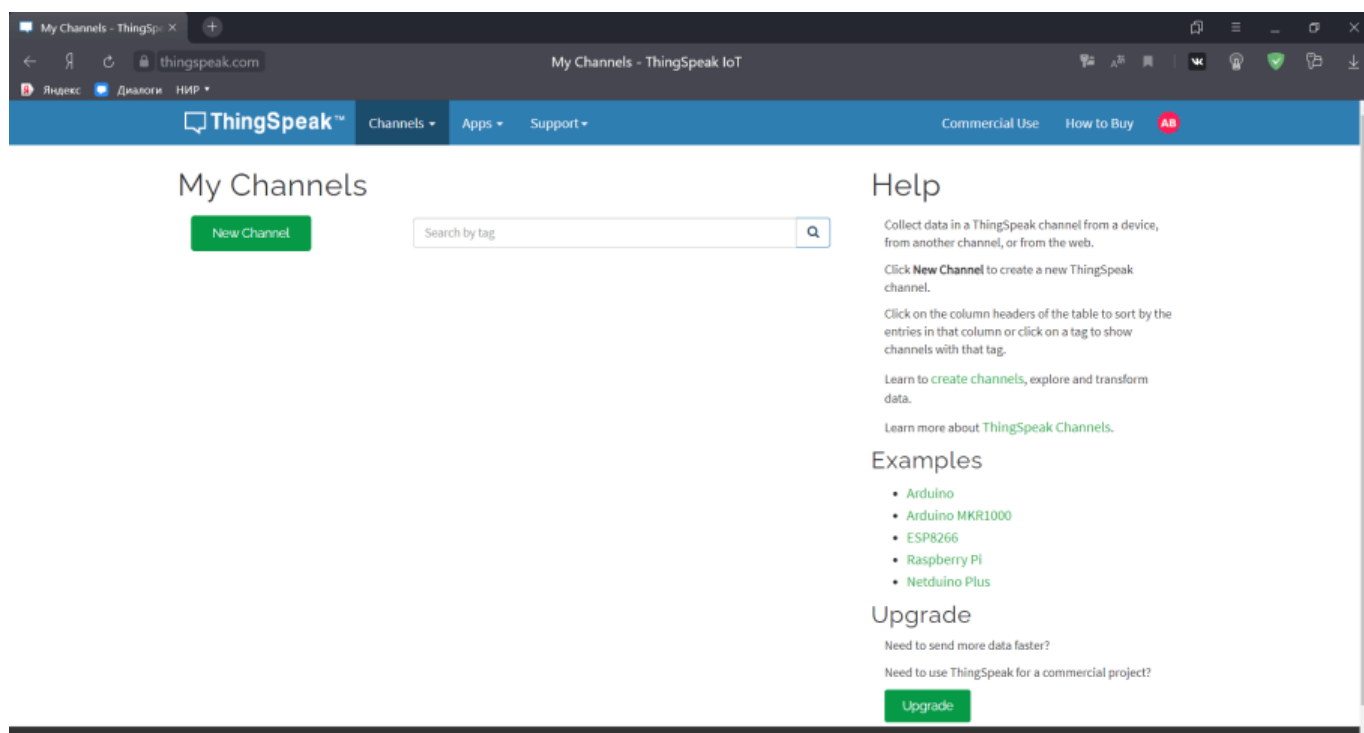 My Channels - ThingSp
Я
thingspeak.com
My Channels - ThingSpeak IoT
Яндекс Диалоги НИР
ThingSpeak™ Channels Apps Support Commercial Use How to Buy AB
My Channels
New Channel
Search by tag
Help
Collect data in a ThingSpeak channel from a device,
from another channel, or from the web.
Click New Channel to create a new ThingSpeak
channel.
Click on the column headers of the table to sort by the
entries in that column or click on a tag to show
channels with that tag.
Learn to create channels, explore and transform
data.
Learn more about ThingSpeak Channels.
Examples
• Arduino
• Arduino MKR1000
• ESP8266
• Raspberry Pi
• Netduino Plus
Upgrade
Need to send more data faster?
Need to use ThingSpeak for a commercial project?
Upgrade